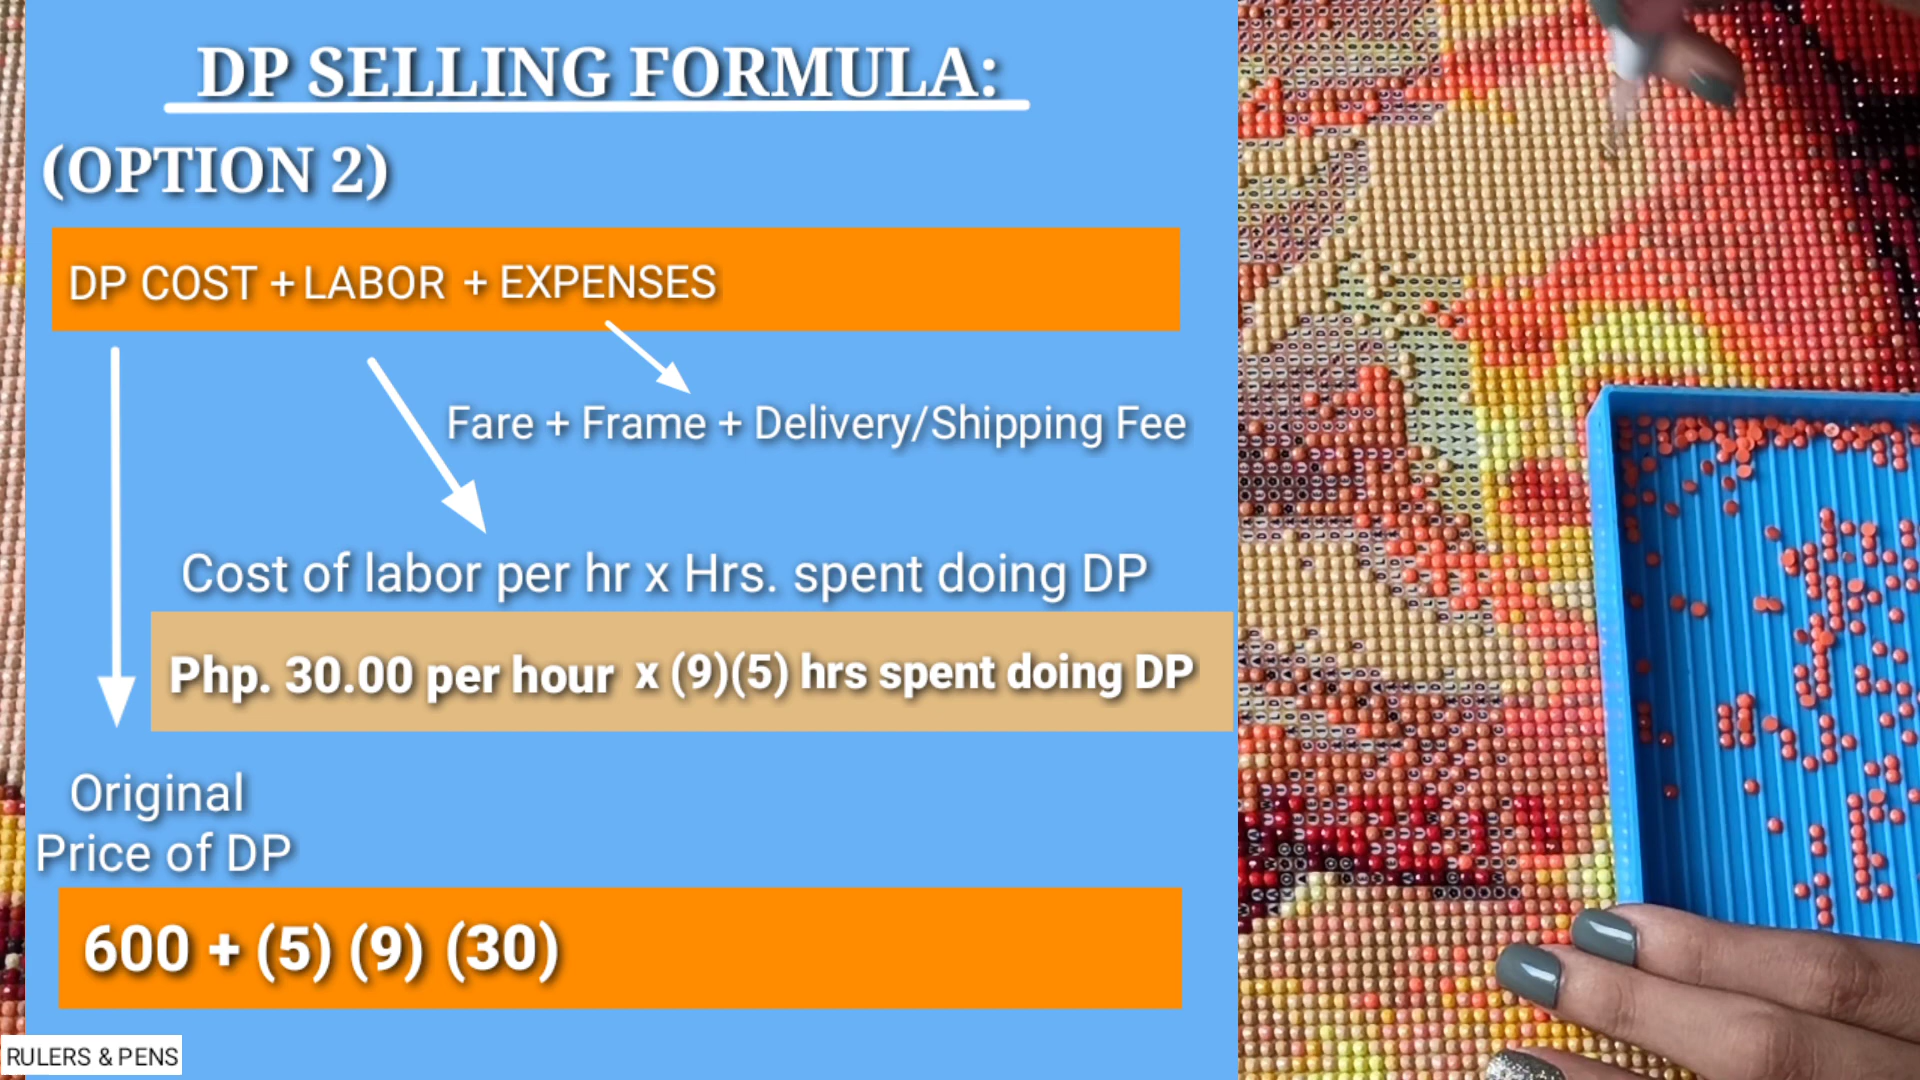 DP SELLING FORMULA:
(OPTION 2)
DP COST + LABOR + EXPENSES
Fare + Frame + Delivery/Shipping Fee
Cost of labor per hr x Hrs. spent doing DP
Php. 30.00 per hour x (9)(5) hrs spent doing DP
Original
Price of DP
600 + (5) (9) (30)
RULERS & PENS